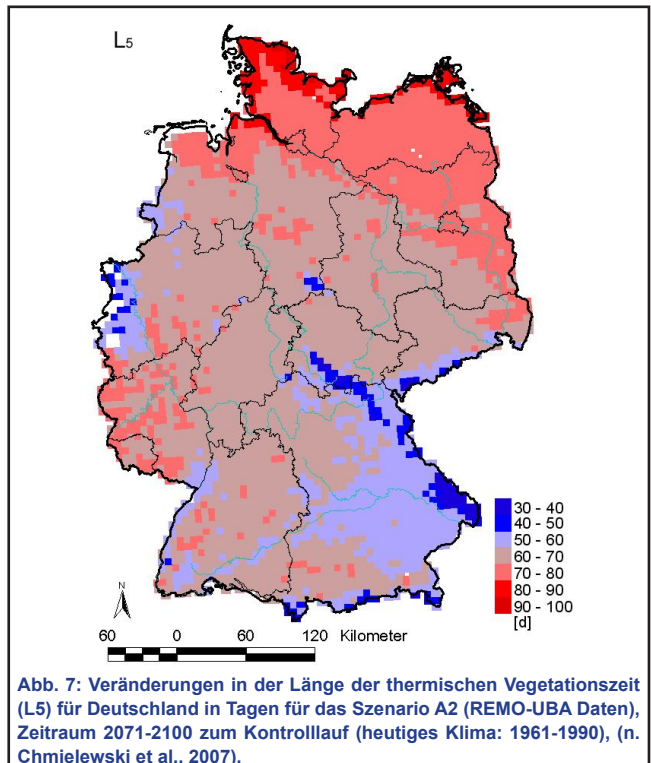 L5
30 - 40
40 - 50
50 - 60
60 - 70
70 - 80
80 - 90
90 - 100
[d]
N
60 0 60 120 Kilometer
Abb. 7: Veränderungen in der Länge der thermischen Vegetationszeit
(L5) für Deutschland in Tagen für das Szenario A2 (REMO-UBA Daten),
Zeitraum 2071-2100 zum Kontrolllauf (heutiges Klima: 1961-1990), (n.
Chmielewski et al., 2007).